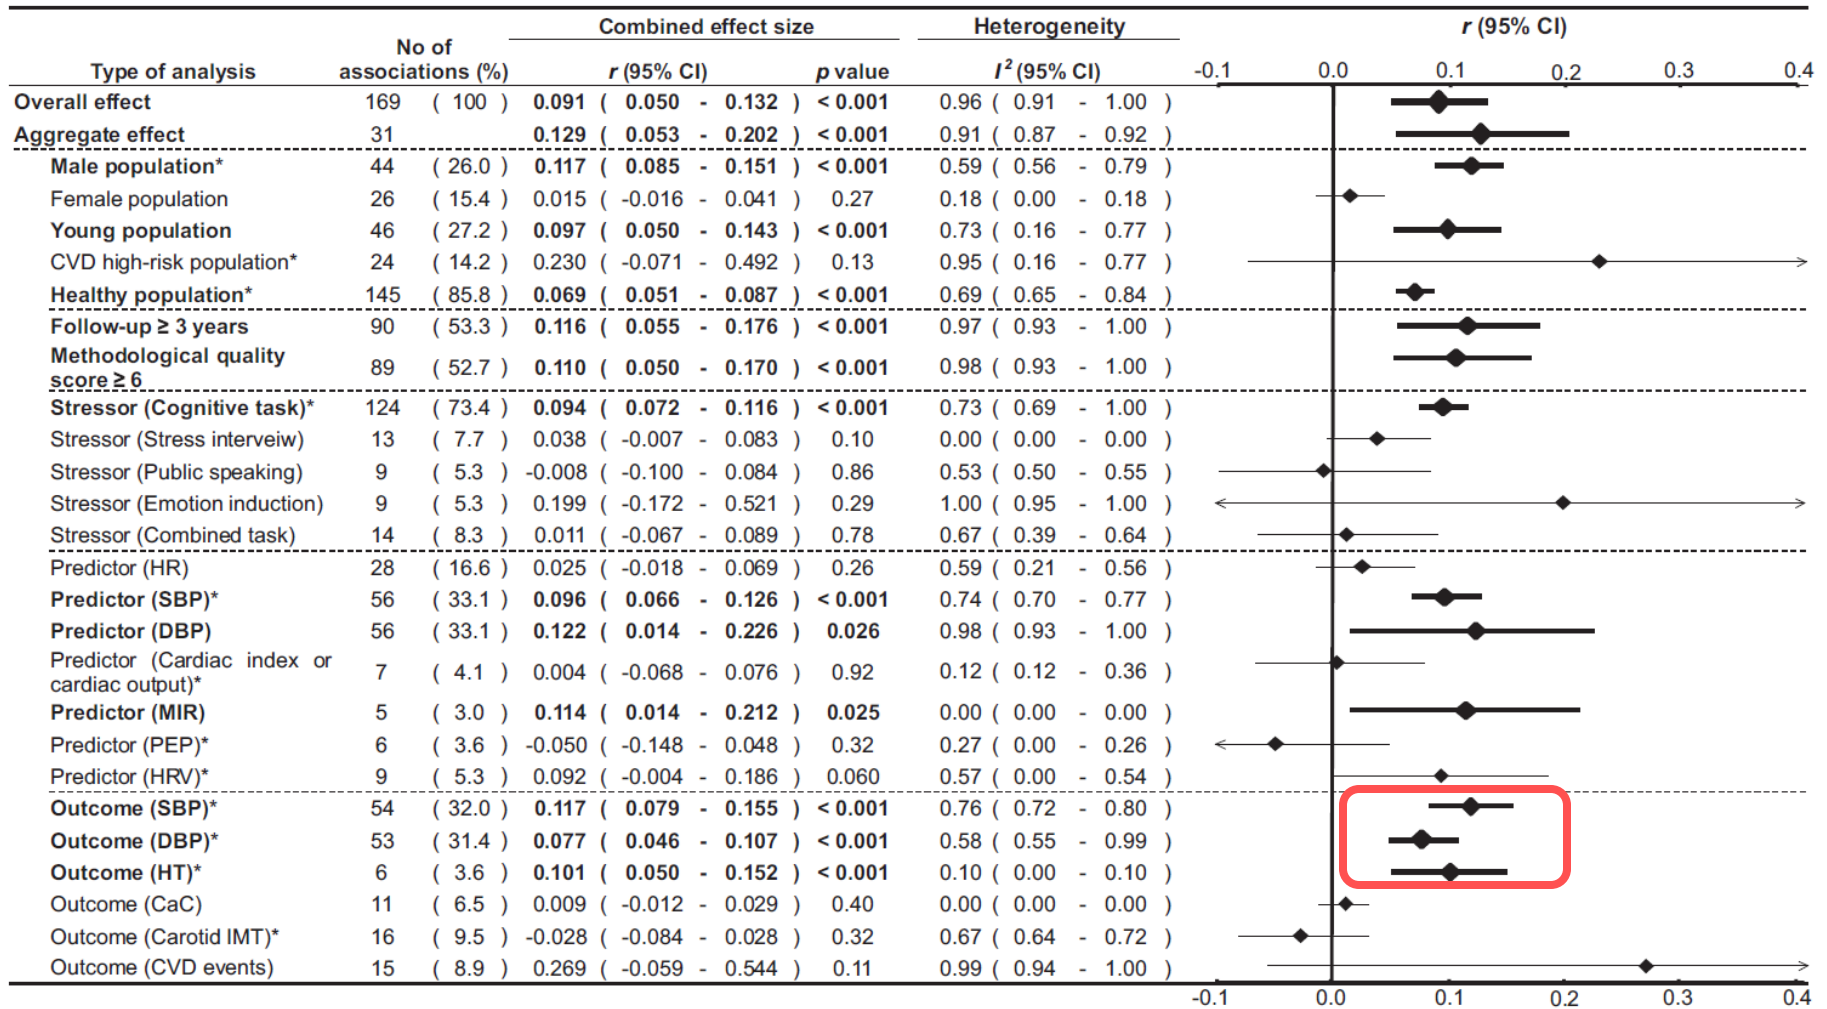 Combined effect size Heterogeneity r (95% CI)
No of
Type of analysis associations (%) r (95% CI) p value I² (95% CI) -0.1 0.0 0.1 0.2 0.3 0.4
Overall effect 169 ( 100 ) 0.091 ( 0.050 - 0.132 ) < 0.001 0.96 ( 0.91 - 1.00 )
Aggregate effect 31 0.129 ( 0.053 - 0.202 ) < 0.001 0.91 ( 0.87 - 0.92 )
Male population* 44 ( 26.0 ) 0.117 ( 0.085 - 0.151 ) < 0.001 0.59 ( 0.56 - 0.79 )
Female population 26 ( 15.4 ) 0.015 ( -0.016 - 0.041 ) 0.27 0.18 ( 0.00 - 0.18 )
Young population 46 ( 27.2 ) 0.097 ( 0.050 - 0.143 ) < 0.001 0.73 ( 0.16 - 0.77 )
CVD high-risk population* 24 ( 14.2 ) 0.230 ( -0.071 - 0.492 ) 0.13 0.95 ( 0.16 - 0.77 )
Healthy population* 145 ( 85.8 ) 0.069 ( 0.051 - 0.087 ) < 0.001 0.69 ( 0.65 - 0.84 )
Follow-up ≥ 3 years 90 ( 53.3 ) 0.116 ( 0.055 - 0.176 ) < 0.001 0.97 ( 0.93 - 1.00 )
Methodological quality
score ≥ 6 89 ( 52.7 ) 0.110 ( 0.050 - 0.170 ) < 0.001 0.98 ( 0.93 - 1.00 )
Stressor (Cognitive task)* 124 ( 73.4 ) 0.094 ( 0.072 - 0.116 ) < 0.001 0.73 ( 0.69 - 1.00 )
Stressor (Stress interveiw) 13 ( 7.7 ) 0.038 ( -0.007 - 0.083 ) 0.10 0.00 ( 0.00 - 0.00 )
Stressor (Public speaking) 9 ( 5.3 ) -0.008 ( -0.100 - 0.084 ) 0.86 0.53 ( 0.50 - 0.55 )
Stressor (Emotion induction) 9 ( 5.3 ) 0.199 ( -0.172 - 0.521 ) 0.29 1.00 ( 0.95 - 1.00 )
Stressor (Combined task) 14 ( 8.3 ) 0.011 ( -0.067 - 0.089 ) 0.78 0.67 ( 0.39 - 0.64 )
Predictor (HR) 28 ( 16.6 ) 0.025 ( -0.018 - 0.069 ) 0.26 0.59 ( 0.21 - 0.56 )
Predictor (SBP)* 56 ( 33.1 ) 0.096 ( 0.066 - 0.126 ) < 0.001 0.74 ( 0.70 - 0.77 )
Predictor (DBP) 56 ( 33.1 ) 0.122 ( 0.014 - 0.226 ) 0.026 0.98 ( 0.93 - 1.00 )
Predictor (Cardiac index or
cardiac output)* 7 ( 4.1 ) 0.004 ( -0.068 - 0.076 ) 0.92 0.12 ( 0.12 - 0.36 )
Predictor (MIR) 5 ( 3.0 ) 0.114 ( 0.014 - 0.212 ) 0.025 0.00 ( 0.00 - 0.00 )
Predictor (PEP)* 6 ( 3.6 ) -0.050 ( -0.148 - 0.048 ) 0.32 0.27 ( 0.00 - 0.26 )
Predictor (HRV)* 9 ( 5.3 ) 0.092 ( -0.004 - 0.186 ) 0.060 0.57 ( 0.00 - 0.54 )
Outcome (SBP)* 54 ( 32.0 ) 0.117 ( 0.079 - 0.155 ) < 0.001 0.76 ( 0.72 - 0.80 )
Outcome (DBP)* 53 ( 31.4 ) 0.077 ( 0.046 - 0.107 ) < 0.001 0.58 ( 0.55 - 0.99 )
Outcome (HT)* 6 ( 3.6 ) 0.101 ( 0.050 - 0.152 ) < 0.001 0.10 ( 0.00 - 0.10 )
Outcome (CaC) 11 ( 6.5 ) 0.009 ( -0.012 - 0.029 ) 0.40 0.00 ( 0.00 - 0.00 )
Outcome (Carotid IMT)* 16 ( 9.5 ) -0.028 ( -0.084 - 0.028 ) 0.32 0.67 ( 0.64 - 0.72 )
Outcome (CVD events) 15 ( 8.9 ) 0.269 ( -0.059 - 0.544 ) 0.11 0.99 ( 0.94 - 1.00 )
-0.1 0.0 0.1 0.2 0.3 0.4